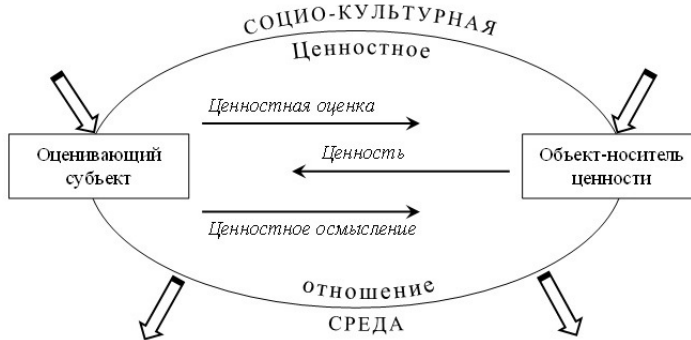 СОЦИО-КУЛЬТУРНАЯ
Ценностное
Ценностная оценка
Оценивающий
субъект
Ценность
Объект-носитель
ценности
Ценностное осмысление
отношение
СРЕДА